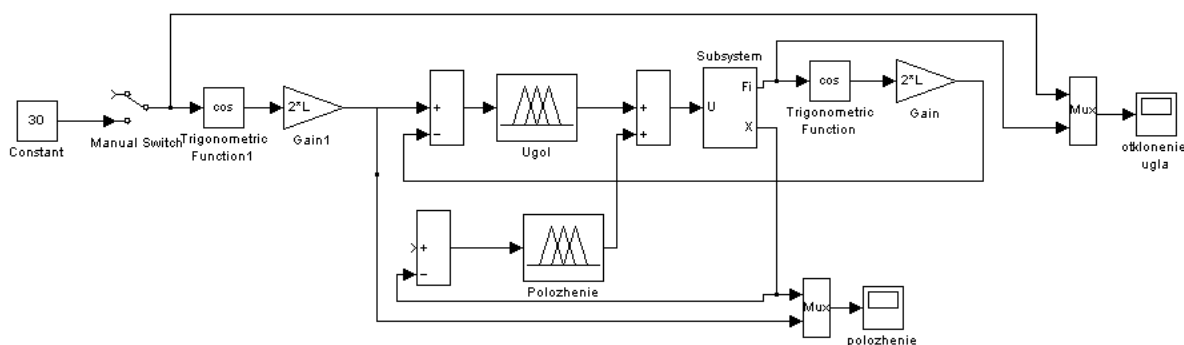 Subsystem
30
Constant
Manual Switch
cos
Trigonometric
Function1
2*L
Gain1
+
−
Ugol
+
+
U
Fi
X
cos
Trigonometric
Function
2*L
Gain
Mux
otklonenie
ugla
+
−
Polozhenie
Mux
polozhenie